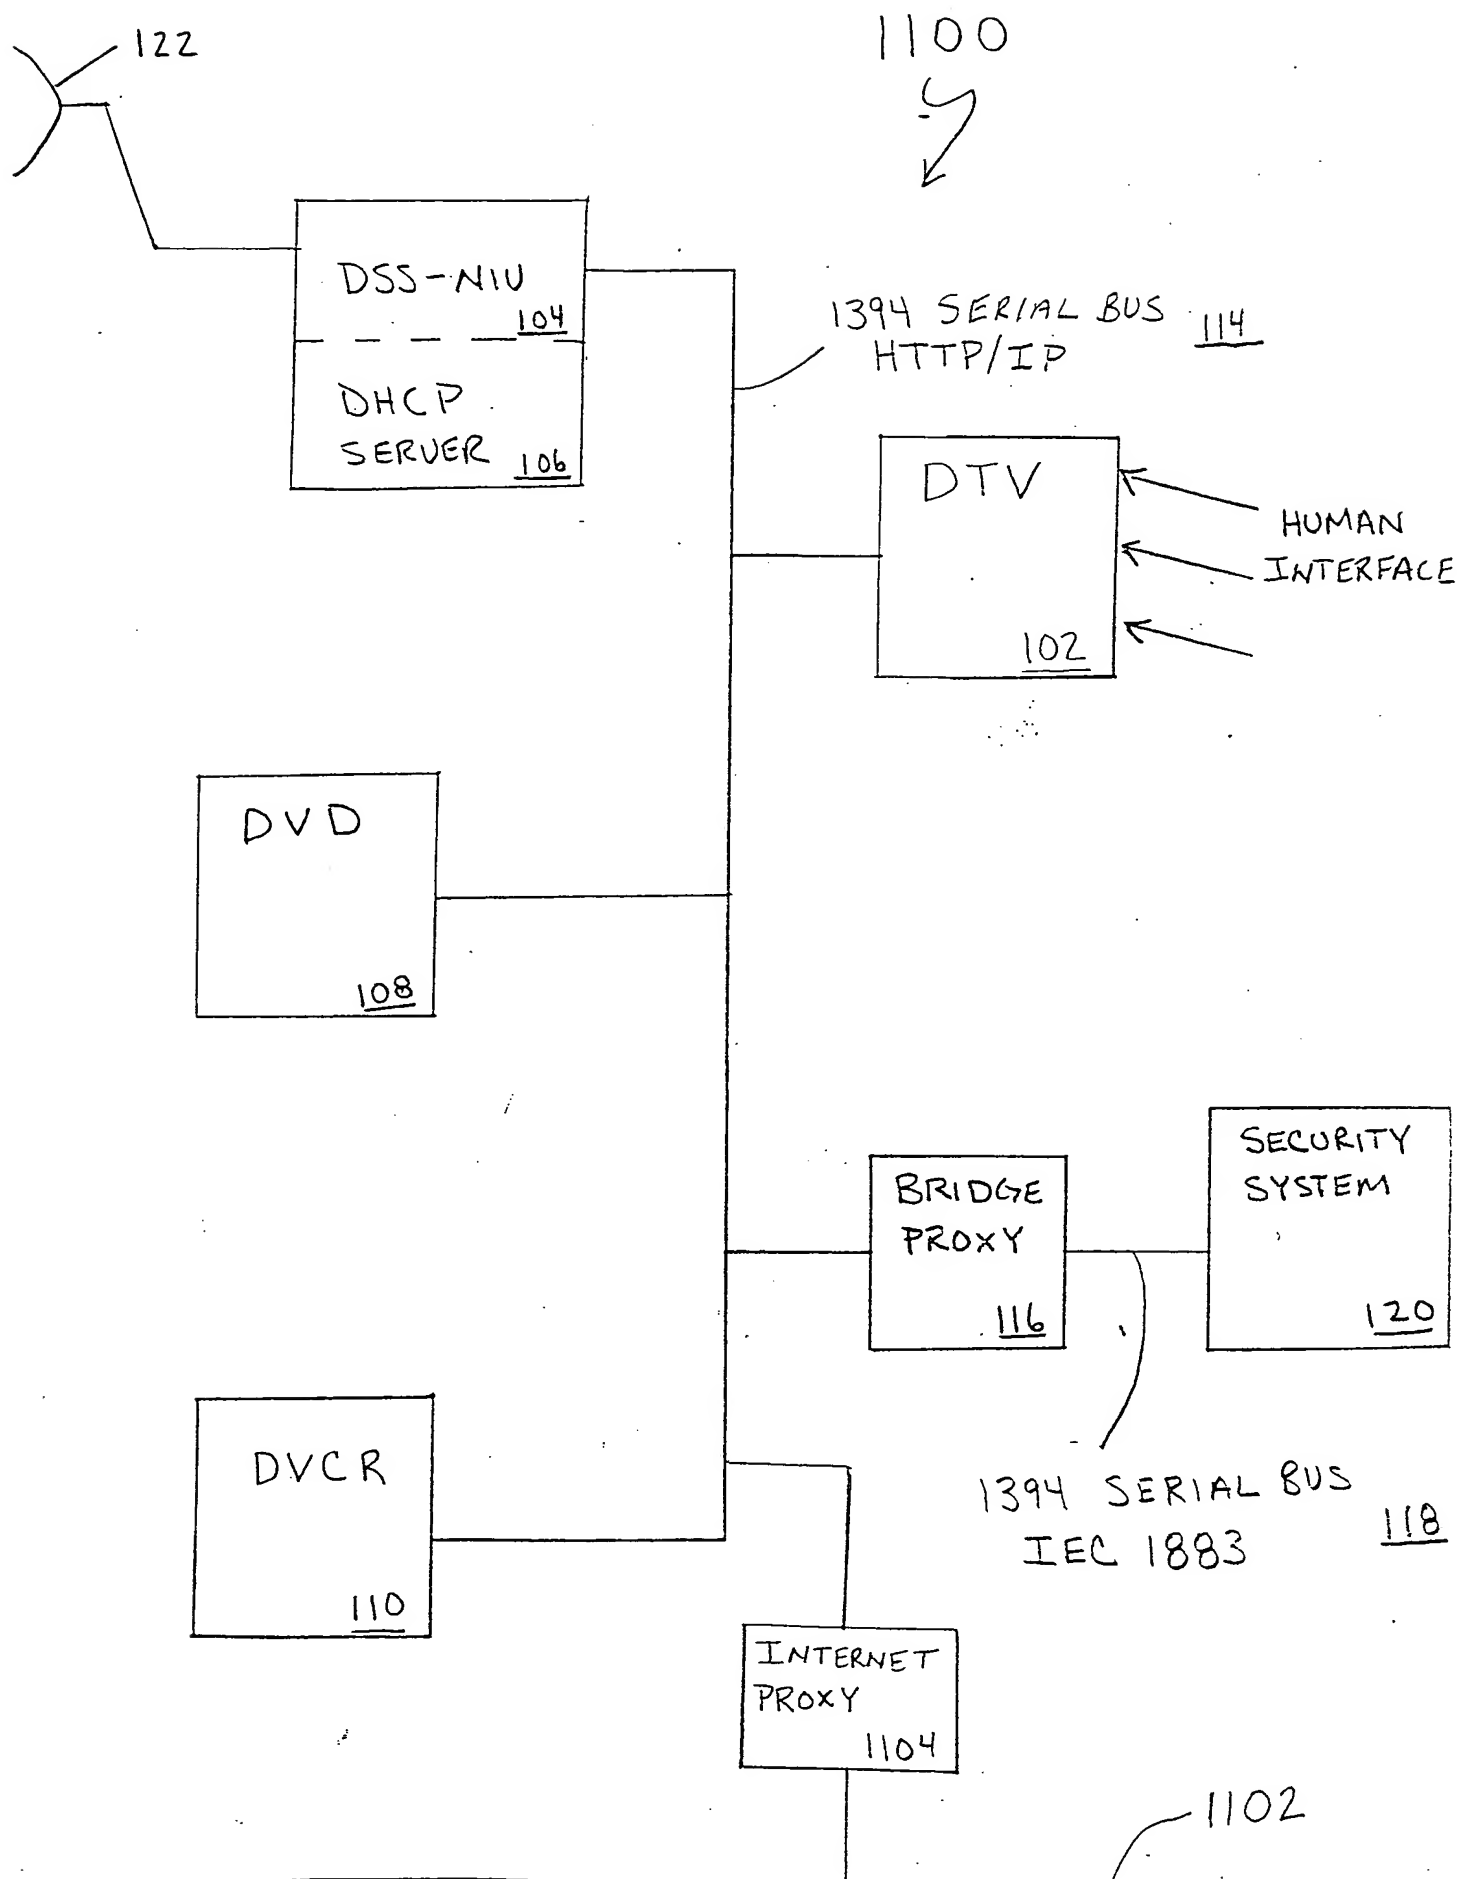 122
1100
DSS-NIU
104
DHCP
SERVER
106
1394 SERIAL BUS
HTTP/IP
114
DTV
102
HUMAN
INTERFACE
DVD
108
BRIDGE
PROXY
116
SECURITY
SYSTEM
120
1394 SERIAL BUS
IEC 1883
118
DVCR
110
INTERNET
PROXY
1104
1102